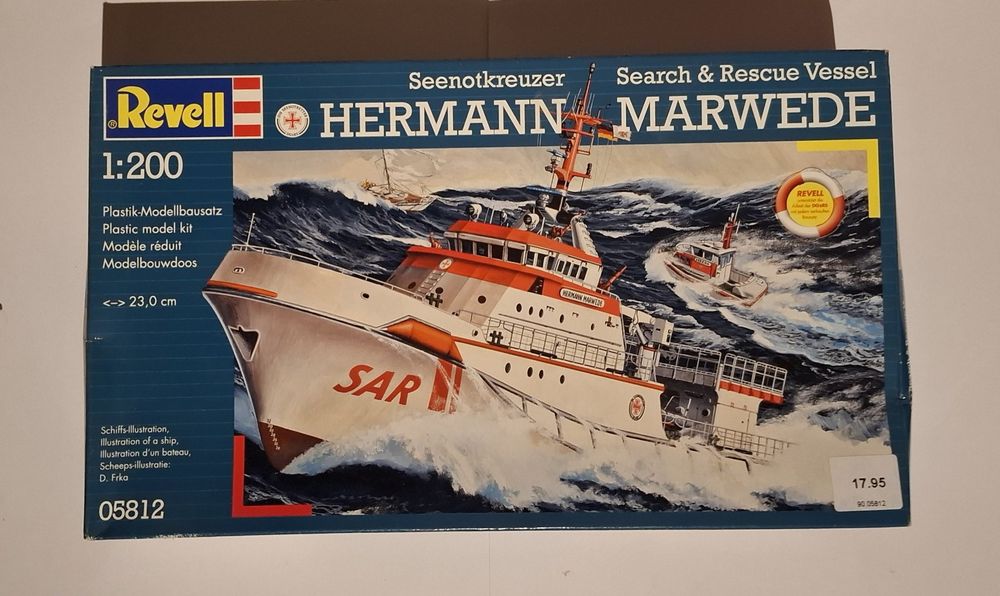 Revell
®
Seenotkreuzer
Search & Rescue Vessel
HERMANN MARWEDE
1:200
Plastik-Modellbausatz
Plastic model kit
Modèle réduit
Modelbouwdoos
<-> 23,0 cm
REVELL
HERMANN MARWEDE
SAR
Schiffs-Illustration,
Illustration of a ship,
Illustration d'un bateau,
Scheeps-illustratie:
D. Frka
05812
17.95
90 05812